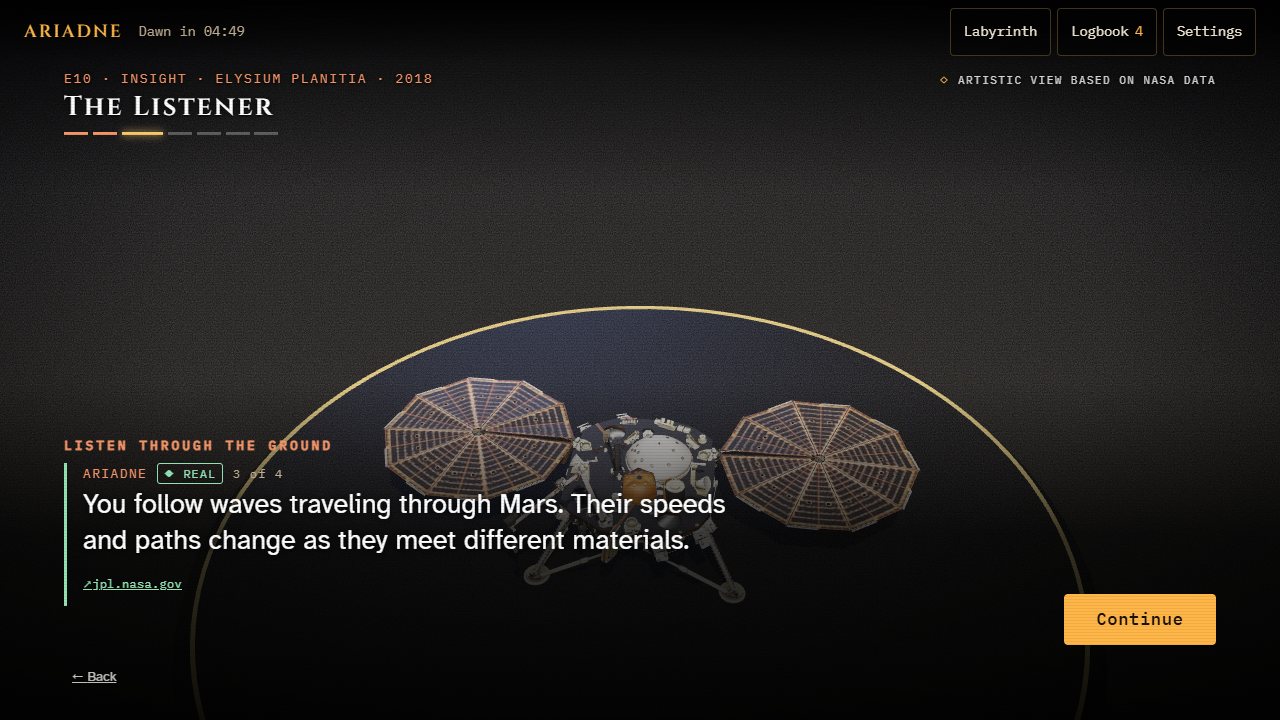 ARIADNE Dawn in 04:49
Labyrinth Logbook 4 Settings
E10 · INSIGHT · ELYSIUM PLANITIA · 2018
◇ ARTISTIC VIEW BASED ON NASA DATA
The Listener
LISTEN THROUGH THE GROUND
ARIADNE ◆ REAL 3 of 4
You follow waves traveling through Mars. Their speeds
and paths change as they meet different materials.
↗jpl.nasa.gov
Continue
← Back